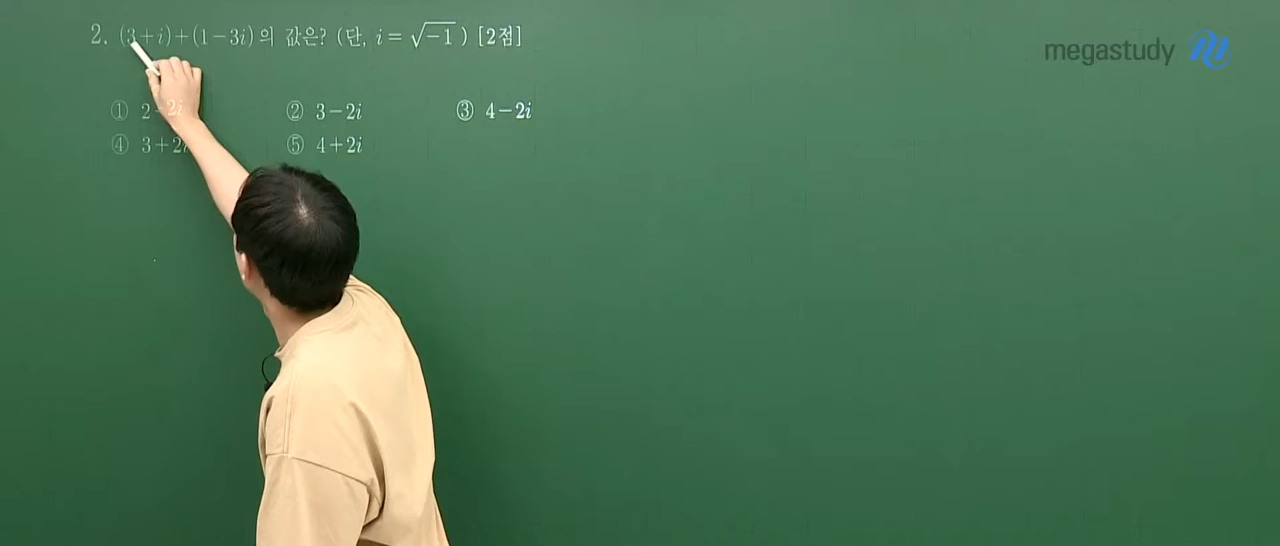 2. (3+i)+(1-3i)의 값은? (단, i=√-1 ) [2점]
① 2-2i ② 3-2i ③ 4-2i
④ 3+2i ⑤ 4+2i
megastudy